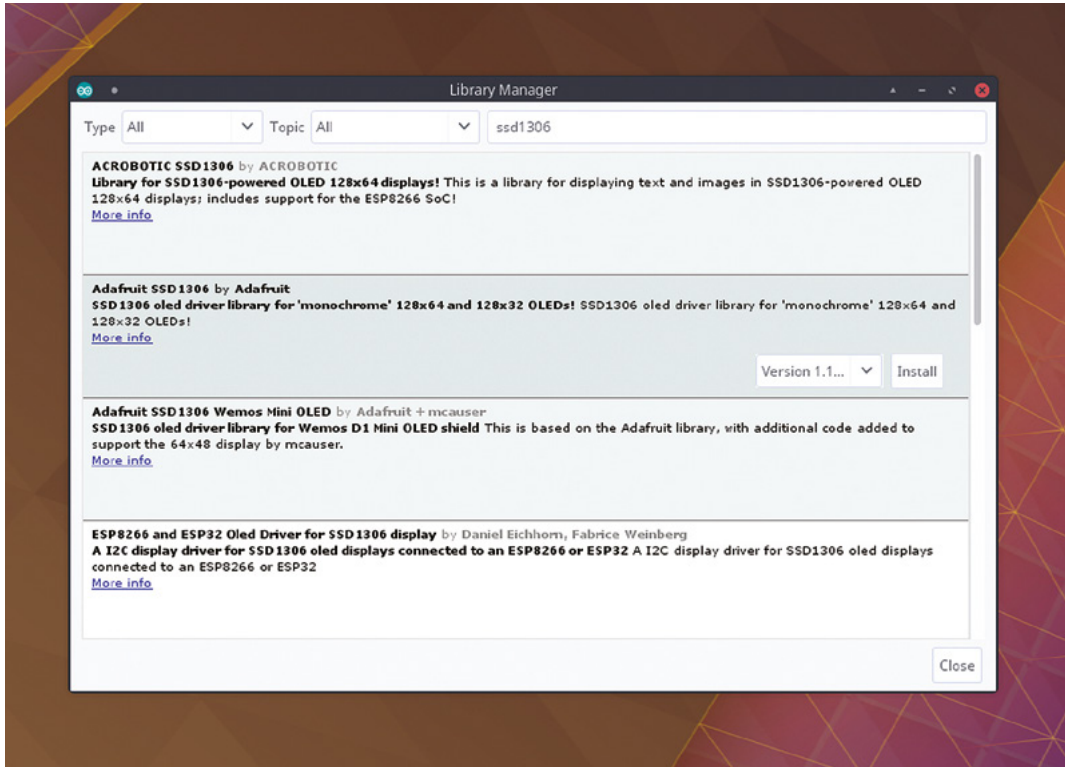 Library Manager
Type All Topic All ssd1306
ACROBOTIC SSD1306 by ACROBOTIC
Library for SSD1306-powered OLED 128x64 displays! This is a library for displaying text and images in SSD1306-powered OLED
128x64 displays; includes support for the ESP8266 SoC!
More info
Adafruit SSD1306 by Adafruit
SSD1306 oled driver library for 'monochrome' 128x64 and 128x32 OLEDs! SSD1306 oled driver library for 'monochrome' 128x64 and
128x32 OLEDs!
More info
Version 1.1... Install
Adafruit SSD1306 Wemos Mini OLED by Adafruit + mcauser
SSD1306 oled driver library for Wemos D1 Mini OLED shield This is based on the Adafruit library, with additional code added to
support the 64x48 display by mcauser.
More info
ESP8266 and ESP32 Oled Driver for SSD1306 display by Daniel Eichhorn, Fabrice Weinberg
A I2C display driver for SSD1306 oled displays connected to an ESP8266 or ESP32 A I2C display driver for SSD1306 oled displays
connected to an ESP8266 or ESP32
More info
Close